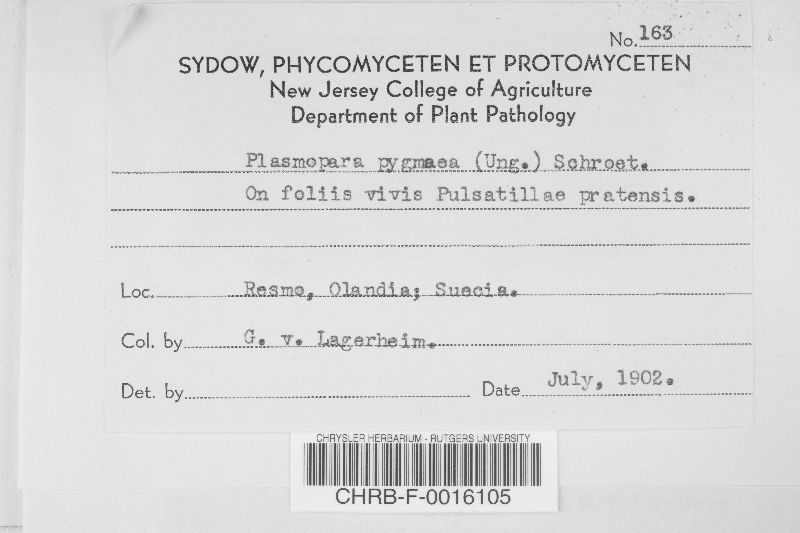 No. 163
SYDOW, PHYCOMYCETEN ET PROTOMYCETEN
New Jersey College of Agriculture
Department of Plant Pathology
Plasmopara pygmaea (Ung.) Schroet.
On foliis vivis Pulsatillae pratensis.
Loc. Resmo, Olandia; Suecia.
Col. by G. v. Lagerheim.
Det. by Date July, 1902.
CHRYSLER HERBARIUM - RUTGERS UNIVERSITY
CHRB-F-0016105